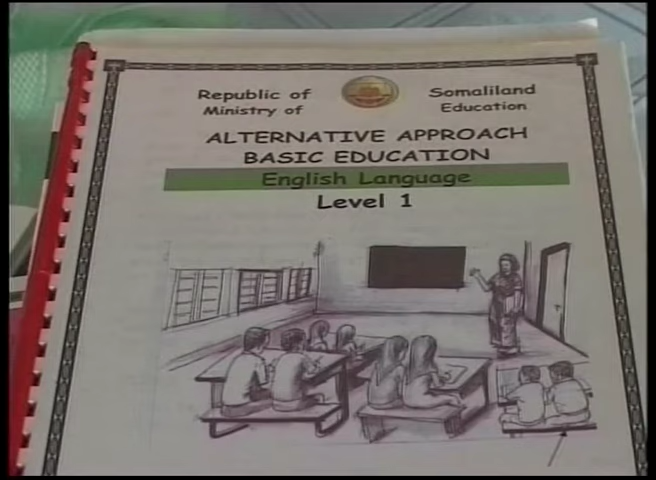 Republic of Somaliland
Ministry of Education
ALTERNATIVE APPROACH
BASIC EDUCATION
English Language
Level 1